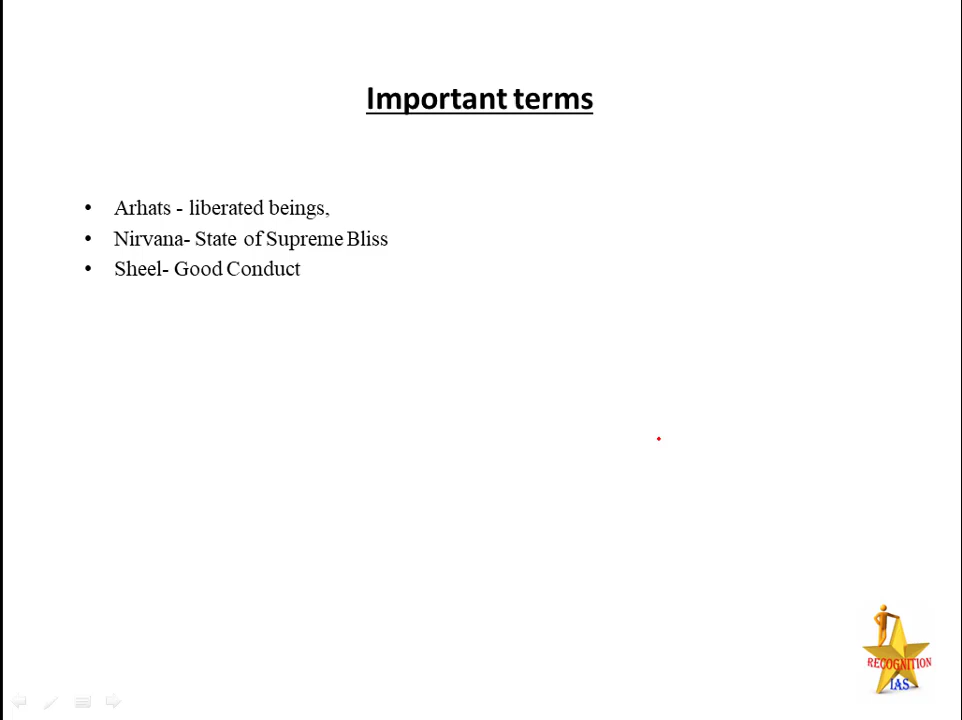 Important terms
• Arhats - liberated beings,
• Nirvana- State of Supreme Bliss
• Sheel- Good Conduct
RECOGNITION
IAS